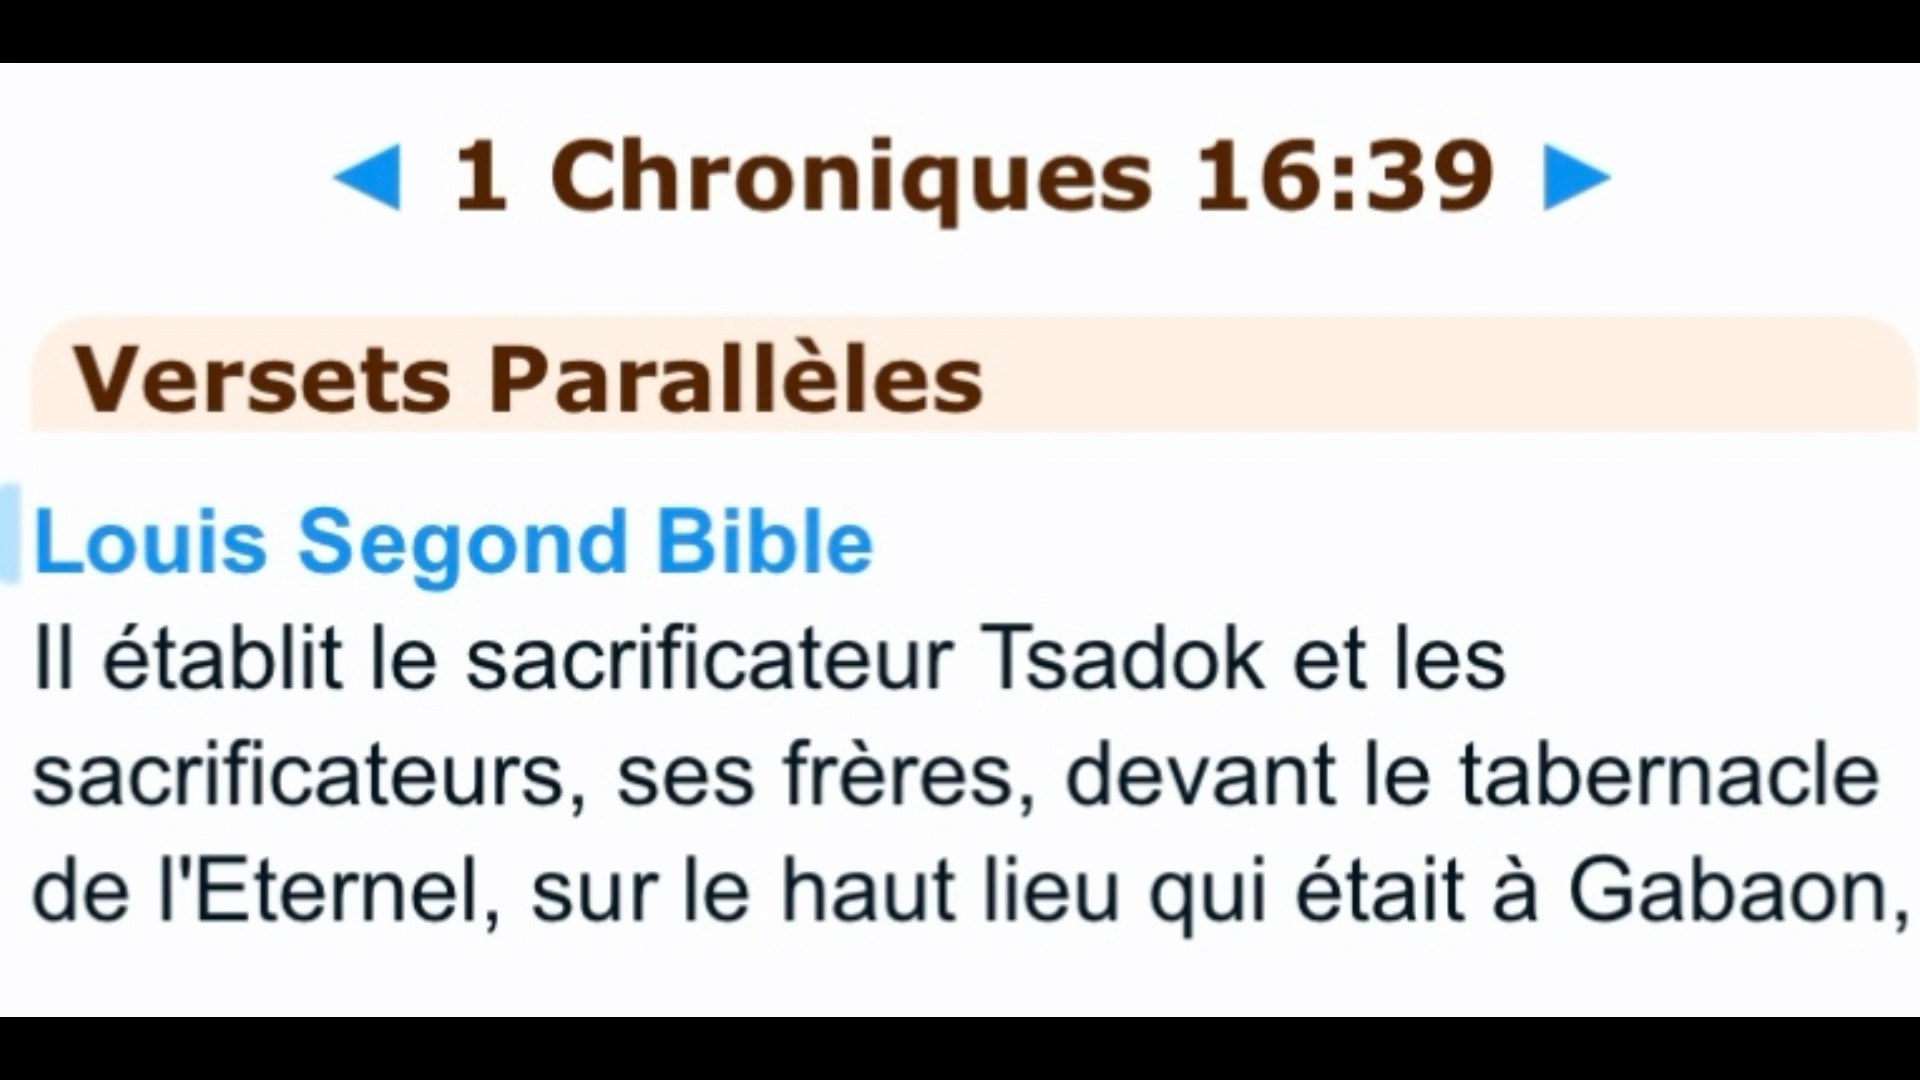 1 Chroniques 16:39
Versets Parallèles
Louis Segond Bible
Il établit le sacrificateur Tsadok et les
sacrificateurs, ses frères, devant le tabernacle
de l'Eternel, sur le haut lieu qui était à Gabaon,